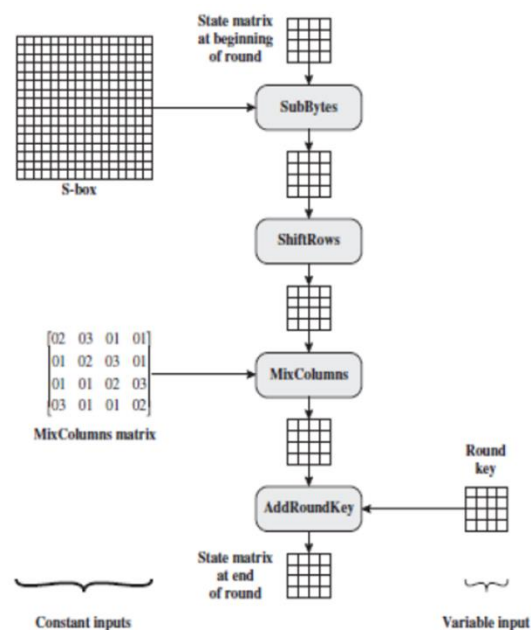 State matrix
at beginning
of round
SubBytes
S-box
ShiftRows
02 03 01 01
01 02 03 01
01 01 02 03
03 01 01 02
MixColumns
MixColumns matrix
Round
key
AddRoundKey
State matrix
at end
of round
Constant inputs
Variable input